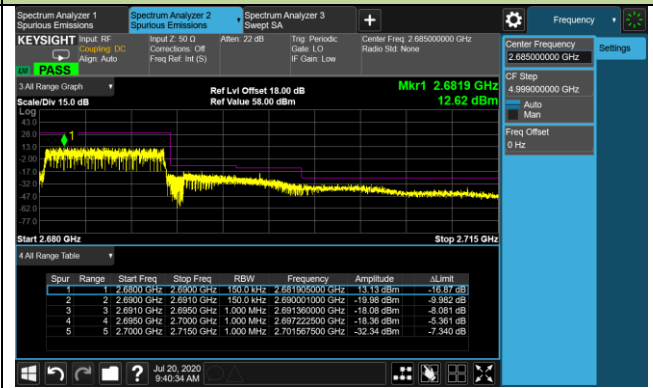 Spectrum Analyzer 1
Spurious Emissions
Spectrum Analyzer 2
Spurious Emissions
Spectrum Analyzer 3
Swept SA
Frequency
KEYSIGHT
Input: RF
Coupling: DC
Align: Auto
Input Z: 50 Ω
Corrections: Off
Freq Ref: Int (S)
Atten: 22 dB
Trig: Periodic
Gate: LO
IF Gain: Low
Center Freq: 2.685000000 GHz
Radio Std: None
PASS
Center Frequency
2.685000000 GHz
Settings
CF Step
4.999000000 GHz
Auto
Man
Freq Offset
0 Hz
3 All Range Graph
Scale/Div 15.0 dB
Ref Lvl Offset 18.00 dB
Ref Value 58.00 dBm
Mkr1 2.6819 GHz
12.62 dBm
Log
43.0
28.0
13.0
-2.00
-17.0
-32.0
-47.0
-62.0
-77.0
1
Start 2.680 GHz
Stop 2.715 GHz
4 All Range Table
Spur Range Start Freq Stop Freq RBW Frequency Amplitude ΔLimit
1 1 2.6800 GHz 2.6900 GHz 150.0 kHz 2.681905000 GHz 13.13 dBm -16.87 dB
2 2 2.6900 GHz 2.6910 GHz 150.0 kHz 2.690001000 GHz -19.98 dBm -9.982 dB
3 3 2.6910 GHz 2.6950 GHz 1.000 MHz 2.691360000 GHz -18.08 dBm -8.081 dB
4 4 2.6950 GHz 2.7000 GHz 1.000 MHz 2.697222500 GHz -18.36 dBm -5.361 dB
5 5 2.7000 GHz 2.7150 GHz 1.000 MHz 2.701567500 GHz -32.34 dBm -7.340 dB
Jul 20, 2020
9:40:34 AM